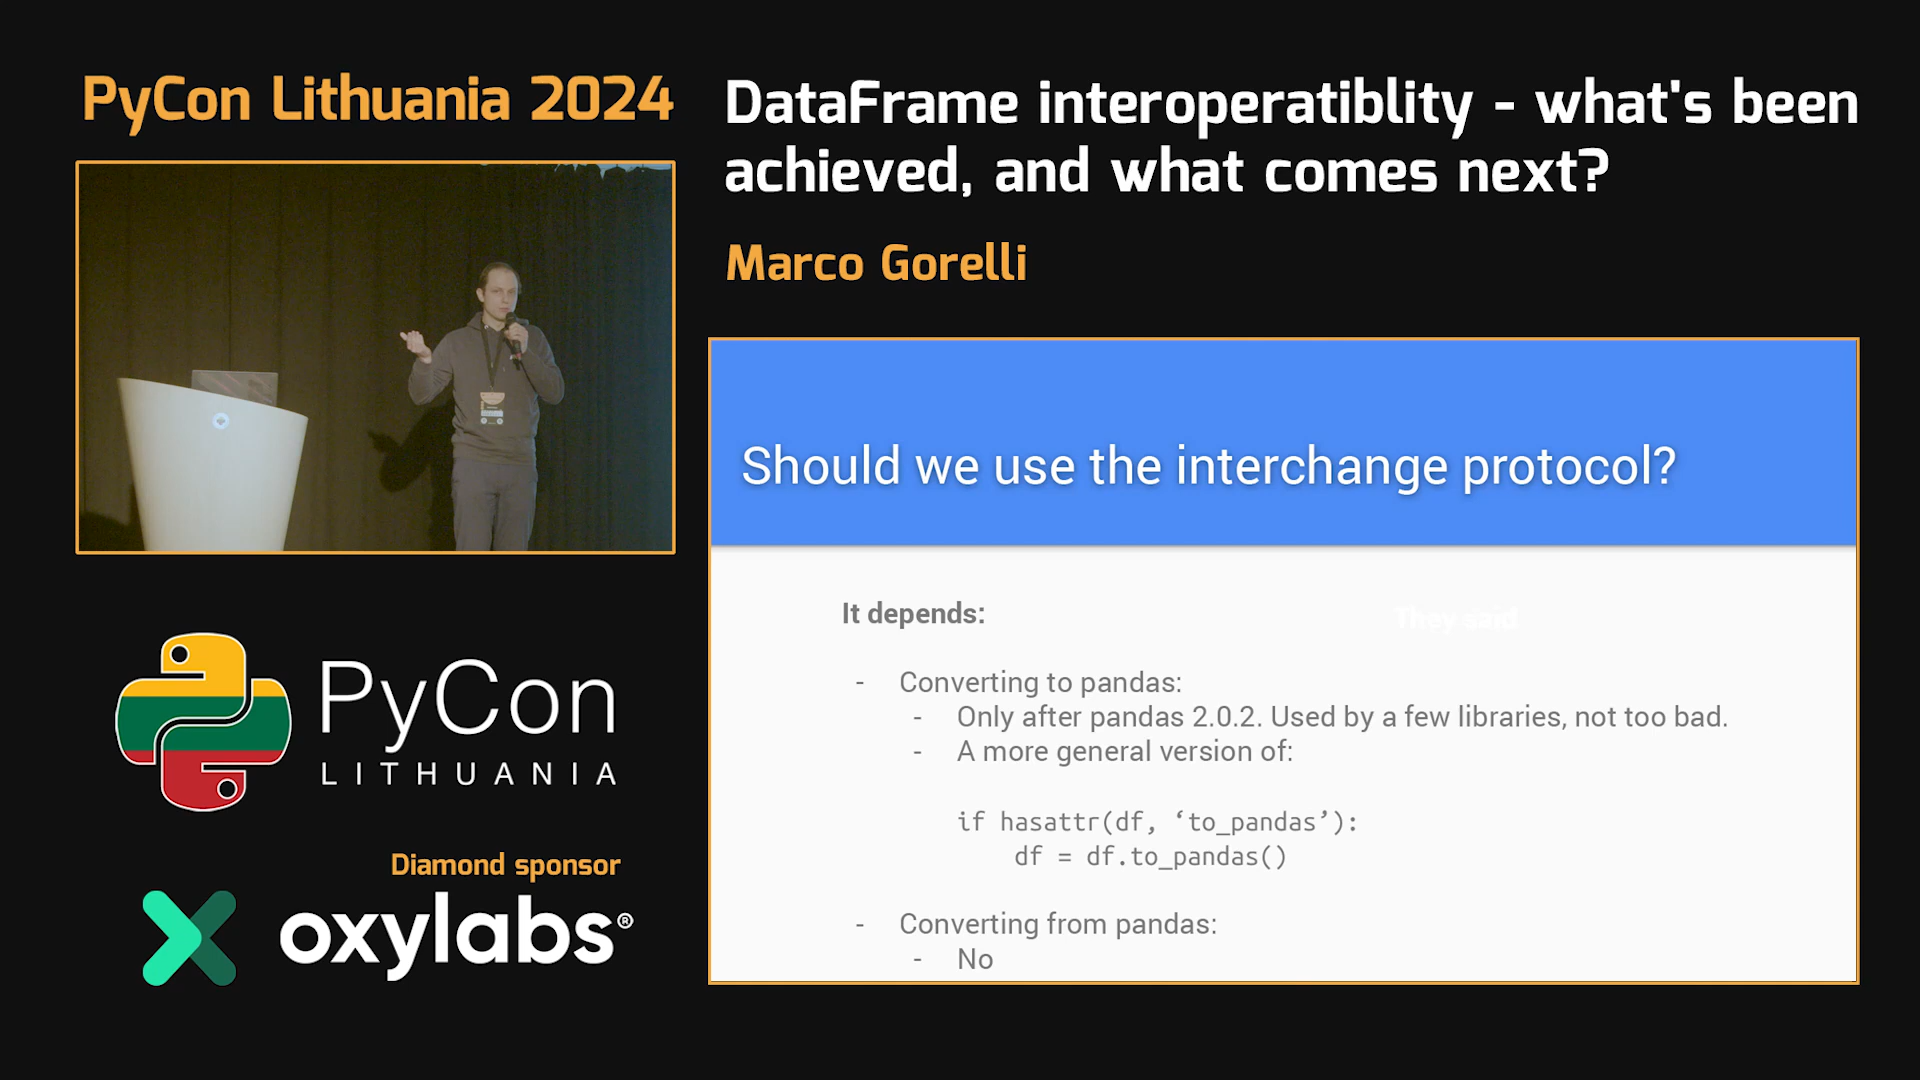 PyCon Lithuania 2024
DataFrame interoperatiblity - what's been
achieved, and what comes next?
Marco Gorelli
Should we use the interchange protocol?
It depends:
They said
- Converting to pandas:
- Only after pandas 2.0.2. Used by a few libraries, not too bad.
- A more general version of:
if hasattr(df, ‘to_pandas’):
df = df.to_pandas()
- Converting from pandas:
- No
PyCon
LITHUANIA
Diamond sponsor
oxylabs®